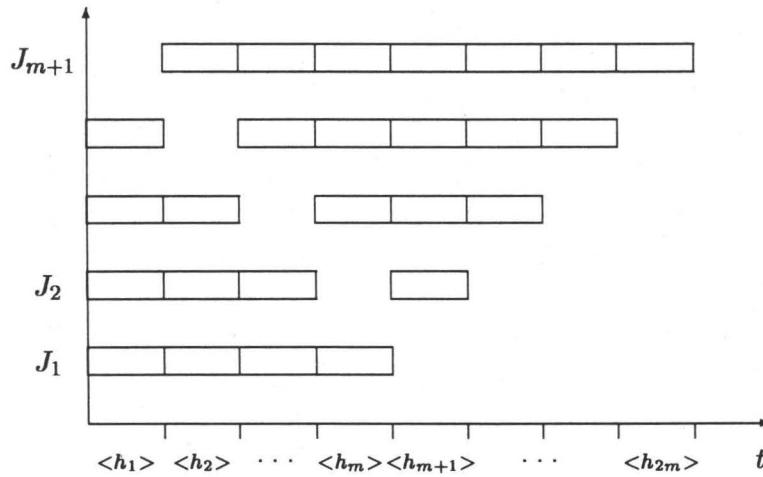 J_{m+1}
J_2
J_1
<h_1> <h_2> · · · <h_m> <h_{m+1}> · · · <h_{2m}> t